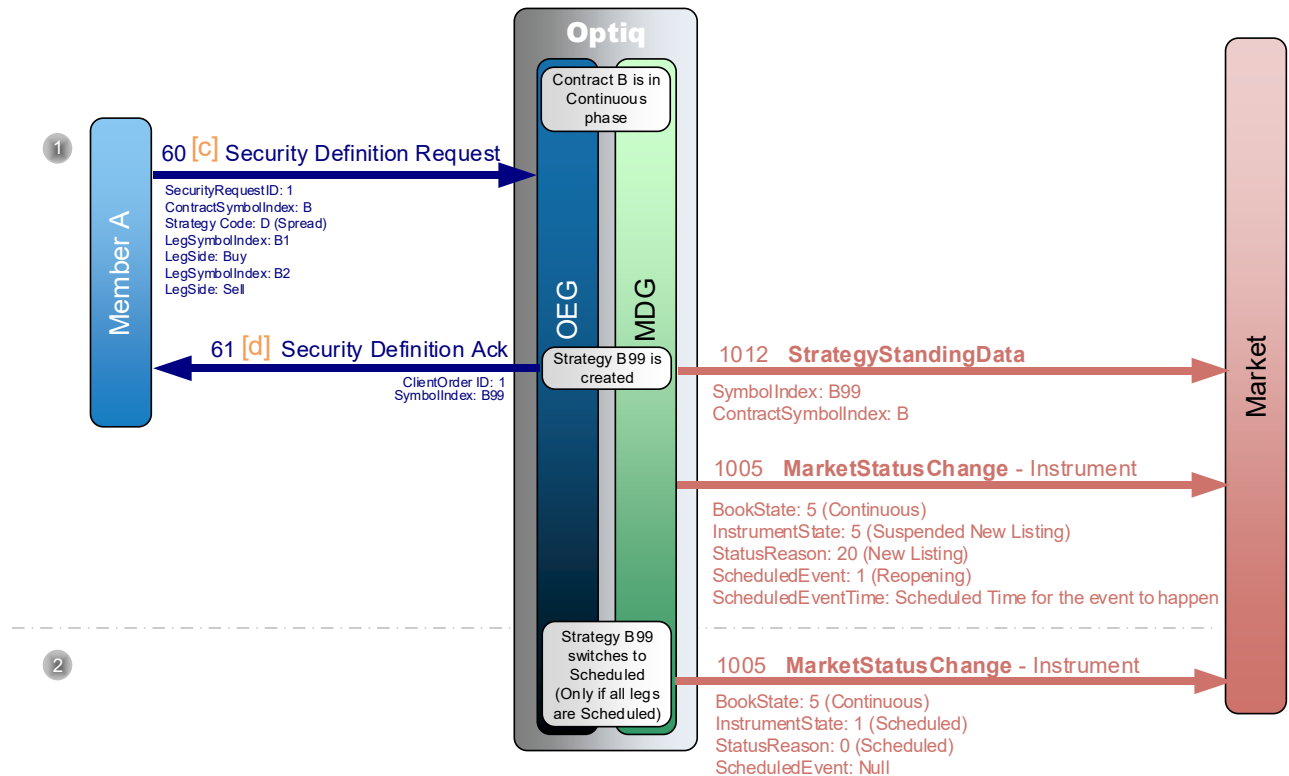 Optiq
Contract B is in
Continuous
phase
1
60 [c] Security Definition Request
SecurityRequestID: 1
ContractSymbolIndex: B
Strategy Code: D (Spread)
LegSymbolIndex: B1
LegSide: Buy
LegSymbolIndex: B2
LegSide: Sell
Member A
OEG
MDG
Market
61 [d] Security Definition Ack
ClientOrder ID: 1
SymbolIndex: B99
Strategy B99 is
created
1012 StrategyStandingData
SymbolIndex: B99
ContractSymbolIndex: B
1005 MarketStatusChange - Instrument
BookState: 5 (Continuous)
InstrumentState: 5 (Suspended New Listing)
StatusReason: 20 (New Listing)
ScheduledEvent: 1 (Reopening)
ScheduledEventTime: Scheduled Time for the event to happen
2
Strategy B99
switches to
Scheduled
(Only if all legs
are Scheduled)
1005 MarketStatusChange - Instrument
BookState: 5 (Continuous)
InstrumentState: 1 (Scheduled)
StatusReason: 0 (Scheduled)
ScheduledEvent: Null